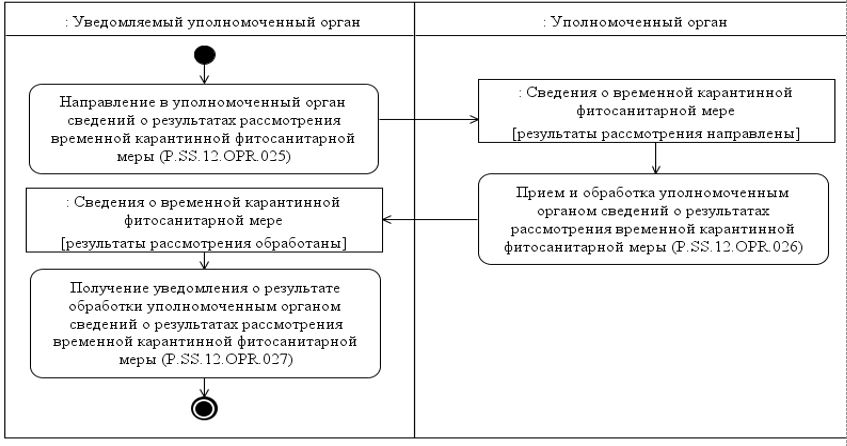 : Уведомляемый уполномоченный орган
: Уполномоченный орган
Направление в уполномоченный орган
сведений о результатах рассмотрения
временной карантинной фитосанитарной
меры (P.SS.12.OPR.025)
: Сведения о временной карантинной
фитосанитарной мере
[результаты рассмотрения направлены]
Прием и обработка уполномоченным
органом сведений о результатах
рассмотрения временной карантинной
фитосанитарной меры (P.SS.12.OPR.026)
: Сведения о временной карантинной
фитосанитарной мере
[результаты рассмотрения обработаны]
Получение уведомления о результате
обработки уполномоченным органом
сведений о результатах рассмотрения
временной карантинной фитосанитарной
меры (P.SS.12.OPR.027)